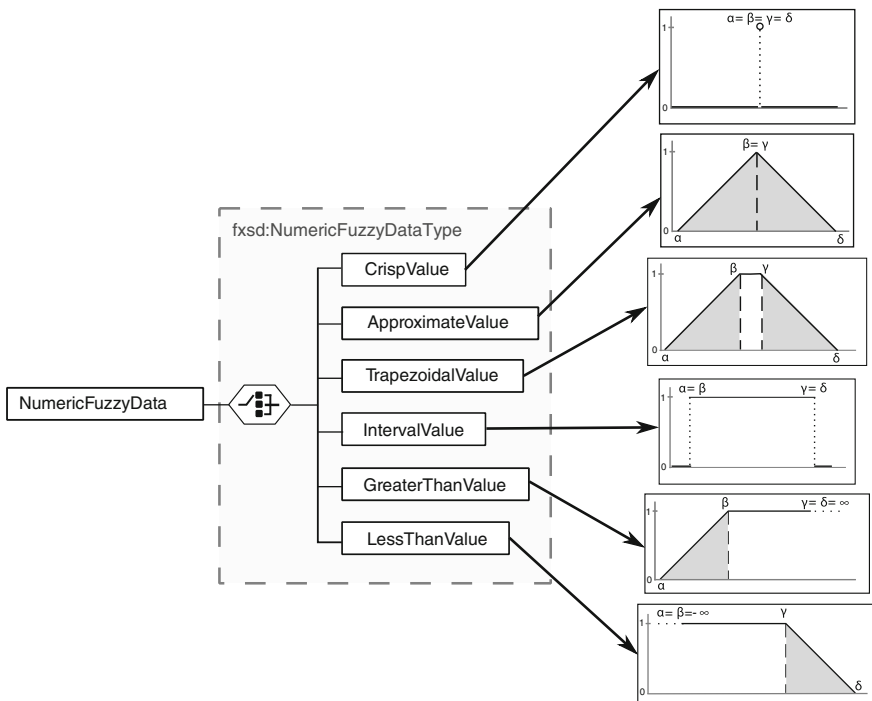 α= β= γ= δ
1
0
β= γ
1
0
α
δ
fxsd:NumericFuzzyDataType
CrispValue
ApproximateValue
β
γ
1
0
α
δ
TrapezoidalValue
NumericFuzzyData
α= β
γ= δ
1
0
IntervalValue
GreaterThanValue
β
γ= δ= ∞
1
0
α
LessThanValue
α= β=- ∞
γ
1
0
δ